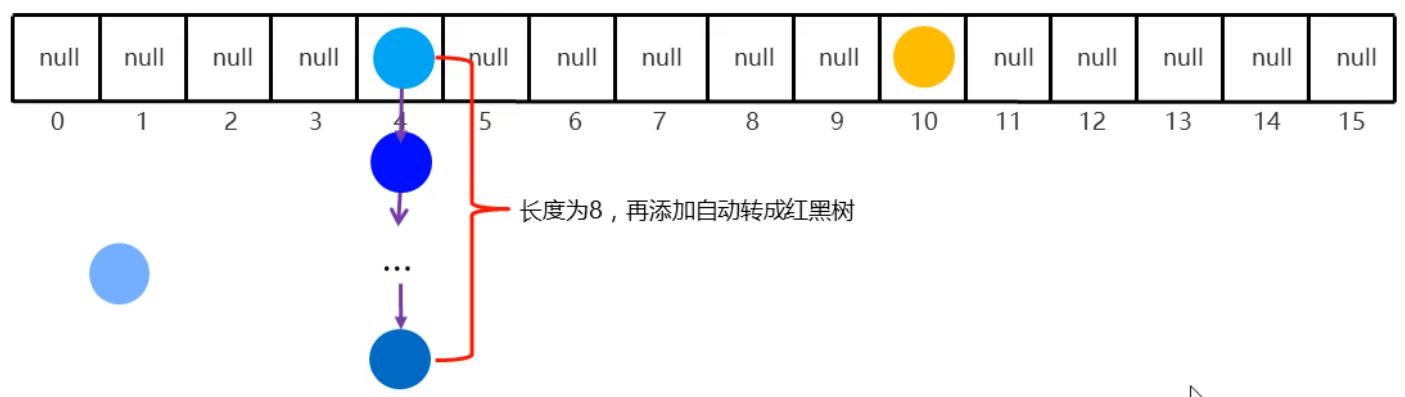 null null null null null null null null null null null null null null
0 1 2 3 4 5 6 7 8 9 10 11 12 13 14 15
长度为8，再添加自动转成红黑树
...